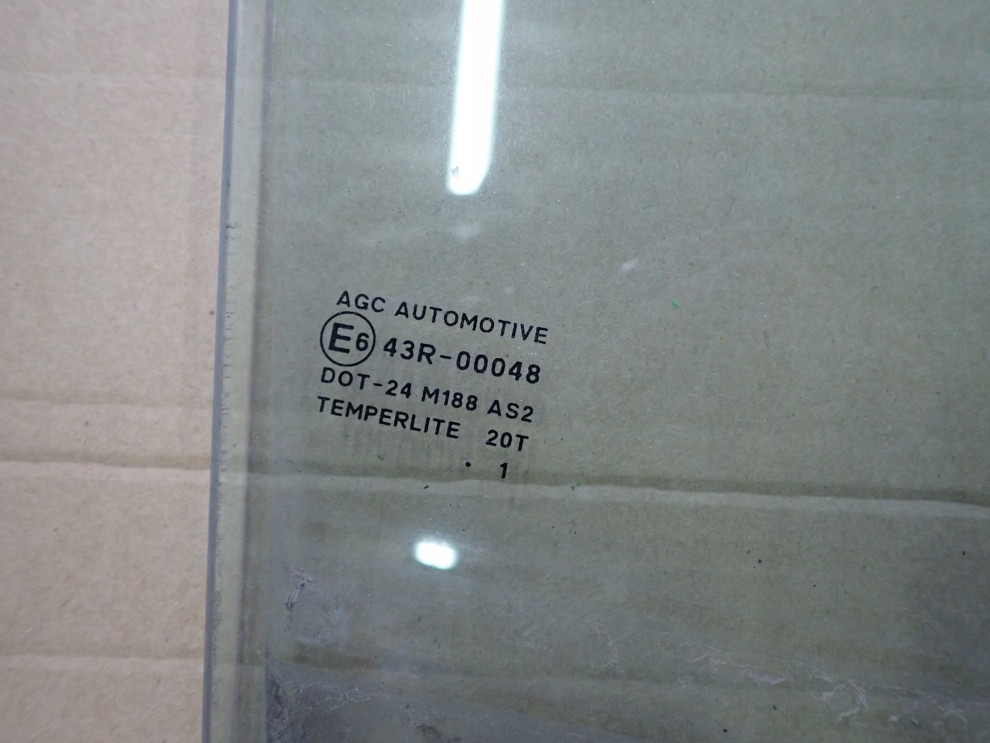 AGC AUTOMOTIVE
E6 43R-00048
DOT-24 M188 AS2
TEMPERLITE 20T
. 1